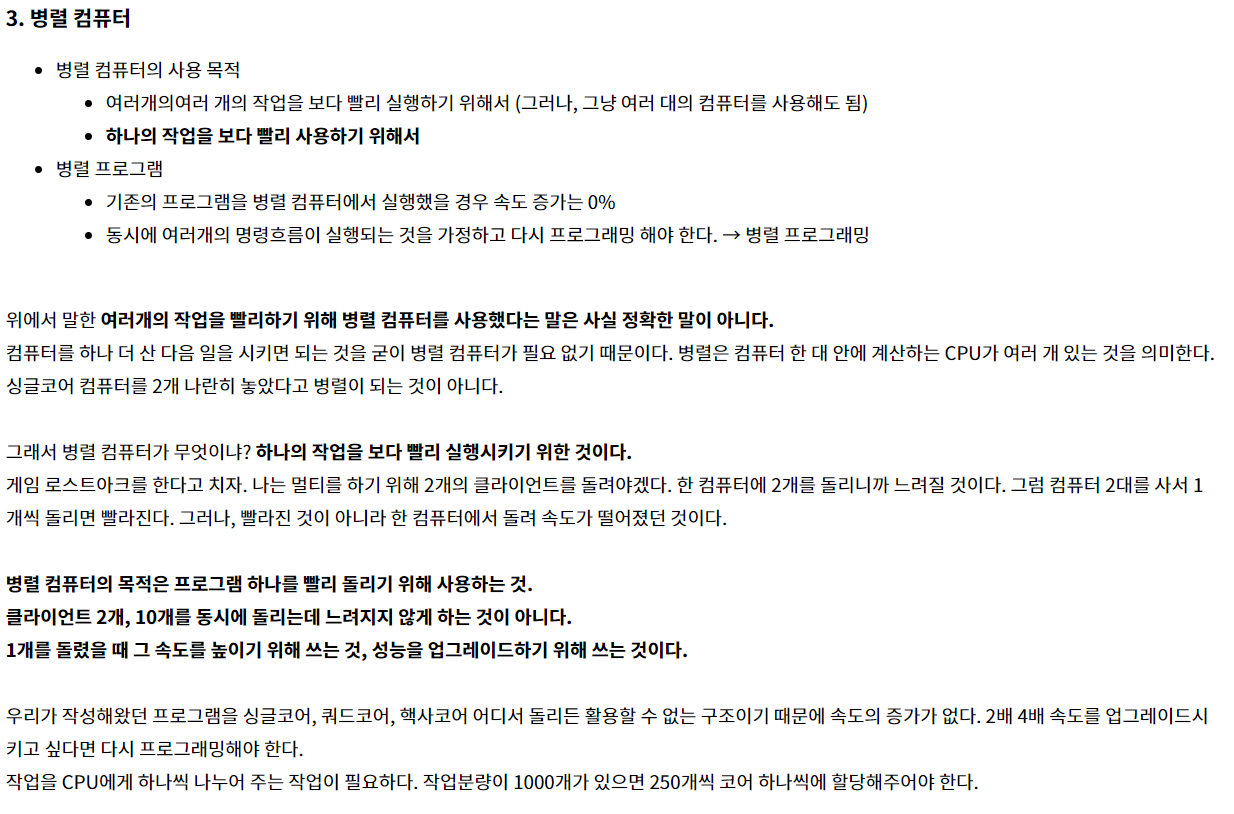 3. 병렬 컴퓨터
병렬 컴퓨터의 사용 목적
여러개의여러 개의 작업을 보다 빨리 실행하기 위해서 (그러나, 그냥 여러 대의 컴퓨터를 사용해도 됨)
하나의 작업을 보다 빨리 사용하기 위해서
병렬 프로그램
기존의 프로그램을 병렬 컴퓨터에서 실행했을 경우 속도 증가는 0%
동시에 여러개의 명령흐름이 실행되는 것을 가정하고 다시 프로그래밍 해야 한다. → 병렬 프로그래밍
위에서 말한 여러개의 작업을 빨리하기 위해 병렬 컴퓨터를 사용했다는 말은 사실 정확한 말이 아니다.
컴퓨터를 하나 더 산 다음 일을 시키면 되는 것을 굳이 병렬 컴퓨터가 필요 없기 때문이다. 병렬은 컴퓨터 한 대 안에 계산하는 CPU가 여러 개 있는 것을 의미한다.
싱글코어 컴퓨터를 2개 나란히 놓았다고 병렬이 되는 것이 아니다.
그래서 병렬 컴퓨터가 무엇이냐? 하나의 작업을 보다 빨리 실행시키기 위한 것이다.
게임 로스트아크를 한다고 치자. 나는 멀티를 하기 위해 2개의 클라이언트를 돌려야겠다. 한 컴퓨터에 2개를 돌리니까 느려질 것이다. 그럼 컴퓨터 2대를 사서 1
개씩 돌리면 빨라진다. 그러나, 빨라진 것이 아니라 한 컴퓨터에서 돌려 속도가 떨어졌던 것이다.
병렬 컴퓨터의 목적은 프로그램 하나를 빨리 돌리기 위해 사용하는 것.
클라이언트 2개, 10개를 동시에 돌리는데 느려지지 않게 하는 것이 아니다.
1개를 돌렸을 때 그 속도를 높이기 위해 쓰는 것, 성능을 업그레이드하기 위해 쓰는 것이다.
우리가 작성해왔던 프로그램을 싱글코어, 쿼드코어, 핵사코어 어디서 돌리든 활용할 수 없는 구조이기 때문에 속도의 증가가 없다. 2배 4배 속도를 업그레이드시
키고 싶다면 다시 프로그래밍해야 한다.
작업을 CPU에게 하나씩 나누어 주는 작업이 필요하다. 작업분량이 1000개가 있으면 250개씩 코어 하나씩에 할당해주어야 한다.